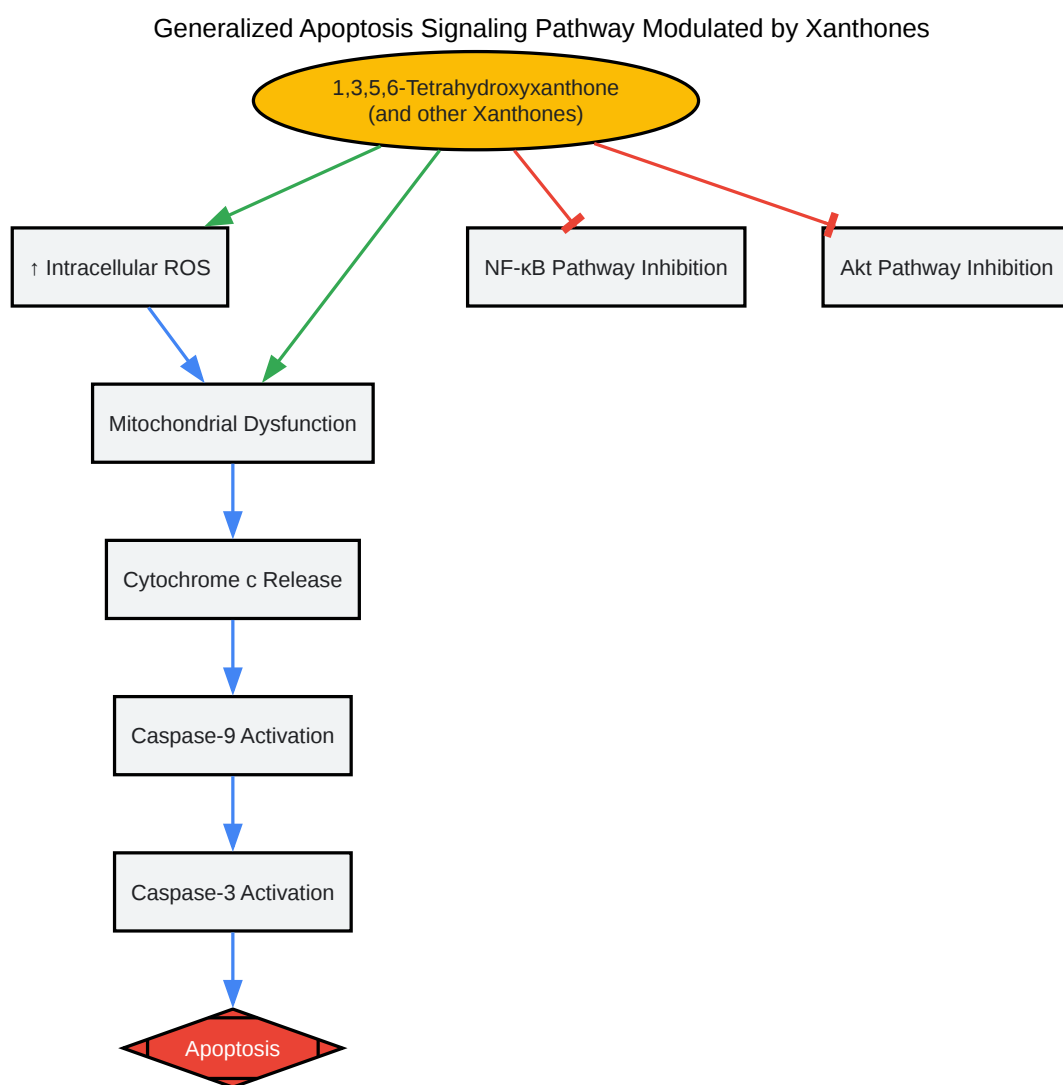 Generalized Apoptosis Signaling Pathway Modulated by Xanthones
1,3,5,6-Tetrahydroxyxanthone
(and other Xanthones)
↑ Intracellular ROS
NF-κB Pathway Inhibition
Akt Pathway Inhibition
Mitochondrial Dysfunction
Cytochrome c Release
Caspase-9 Activation
Caspase-3 Activation
Apoptosis